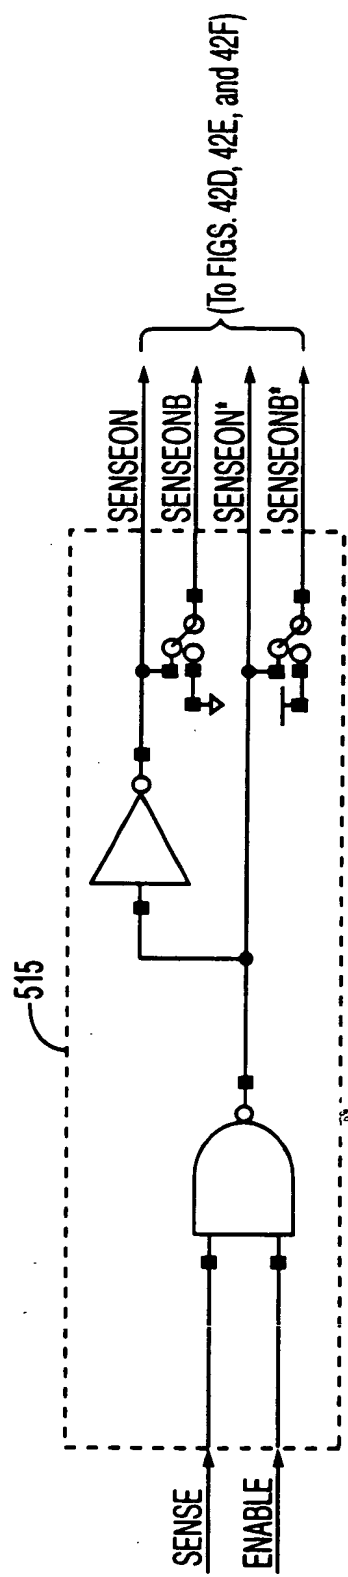 515
SENSE
ENABLE
SENSEON
SENSEONB
SENSEON*
SENSEONB*
(To FIGS. 42D, 42E, and 42F)